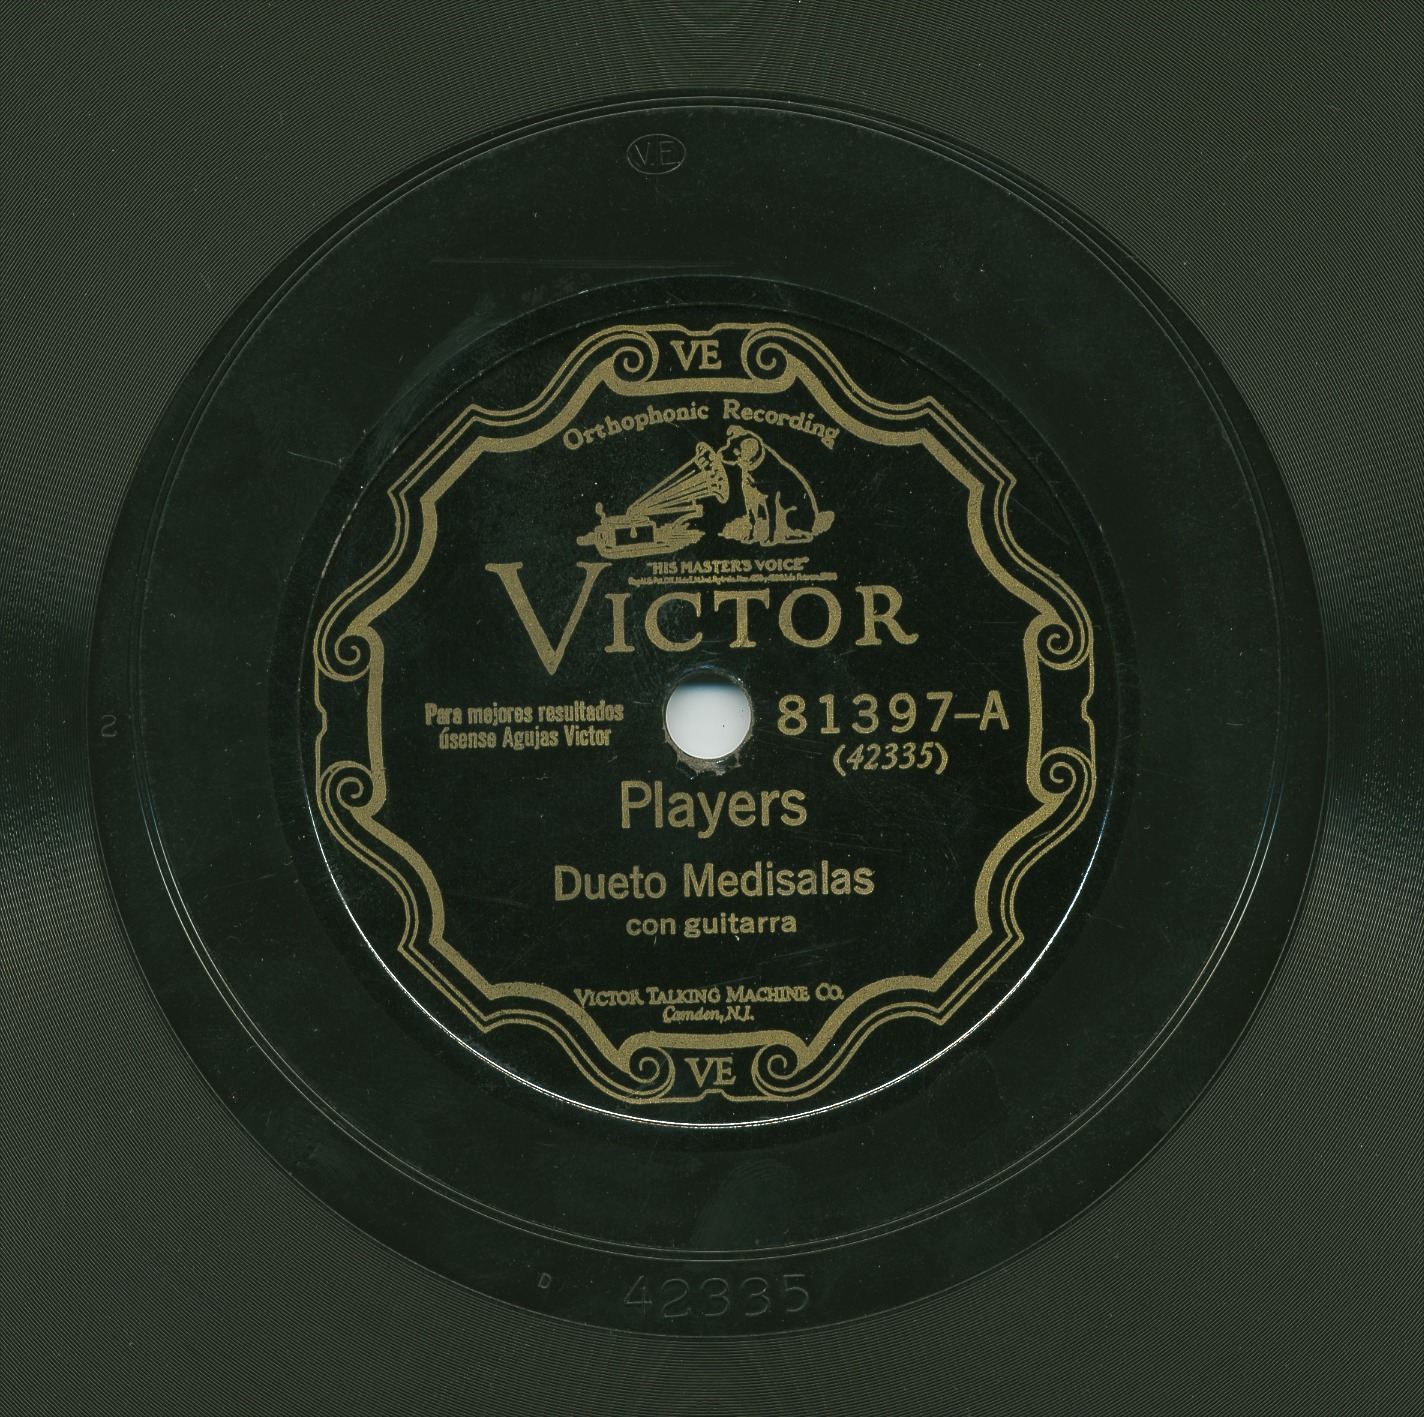 V.E.
VE
Orthophonic Recording
"HIS MASTER'S VOICE"
VICTOR
Para mejores resultados
úsense Agujas Victor
81397-A
(42335)
Players
Dueto Medisalas
con guitarra
VICTOR TALKING MACHINE CO.
Camden, N.J.
VE
2
D
42335